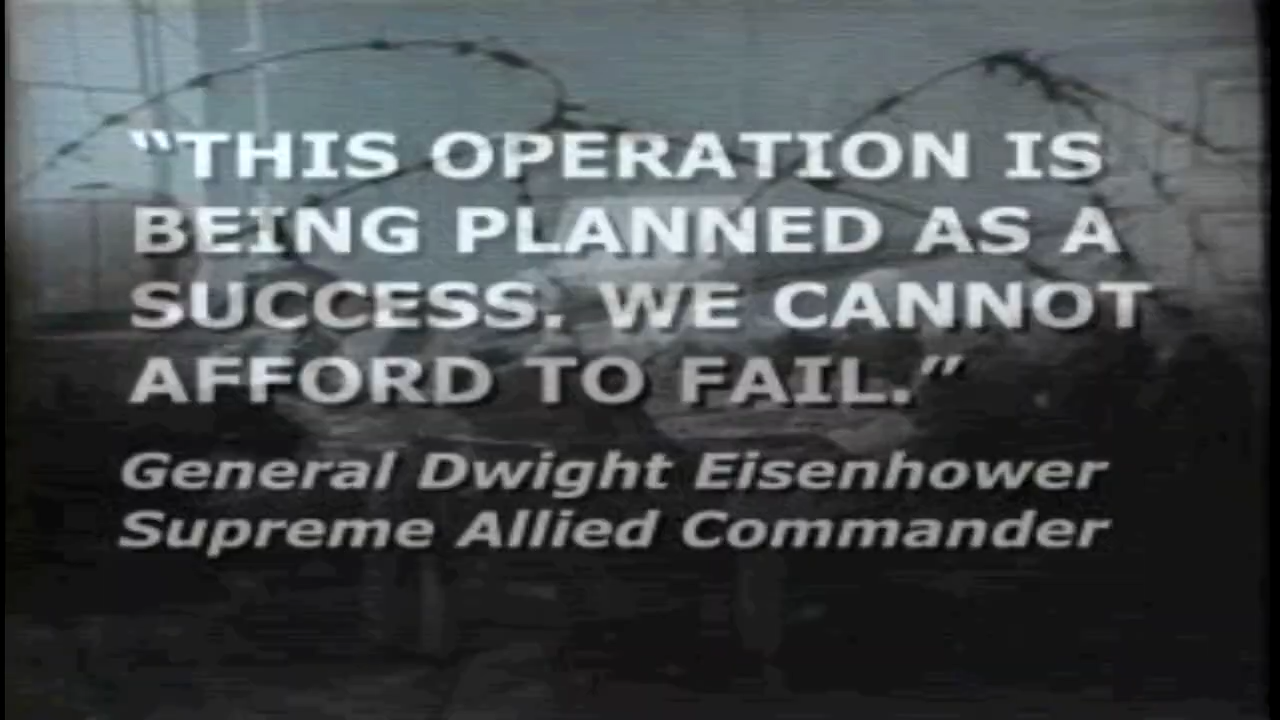 “THIS OPERATION IS
BEING PLANNED AS A
SUCCESS. WE CANNOT
AFFORD TO FAIL.”
General Dwight Eisenhower
Supreme Allied Commander